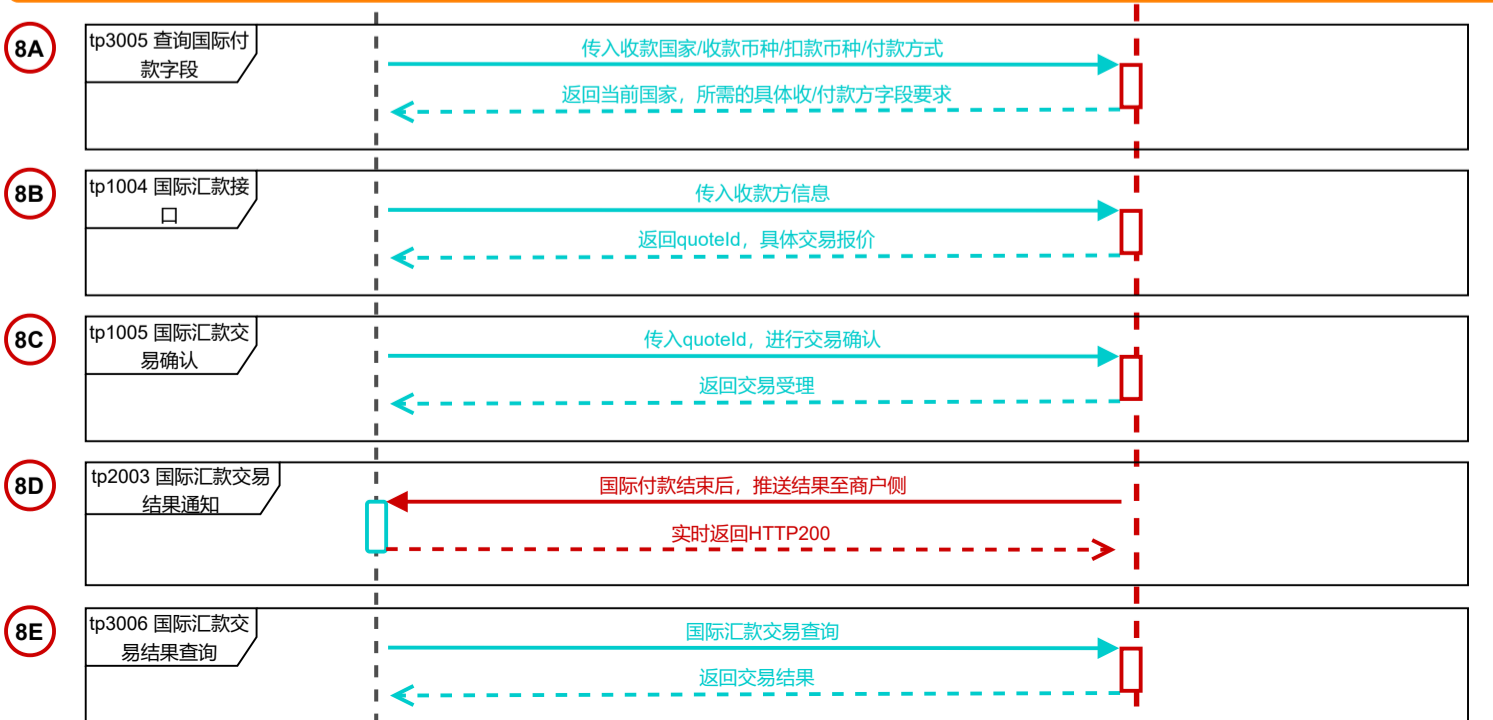 8A
tp3005 查询国际付
款字段
传入收款国家/收款币种/扣款币种/付款方式
返回当前国家，所需的具体收/付款方字段要求
8B
tp1004 国际汇款接
口
传入收款方信息
返回quoteId，具体交易报价
8C
tp1005 国际汇款交
易确认
传入quoteId，进行交易确认
返回交易受理
8D
tp2003 国际汇款交易
结果通知
国际付款结束后，推送结果至商户侧
实时返回HTTP200
8E
tp3006 国际汇款交
易结果查询
国际汇款交易查询
返回交易结果